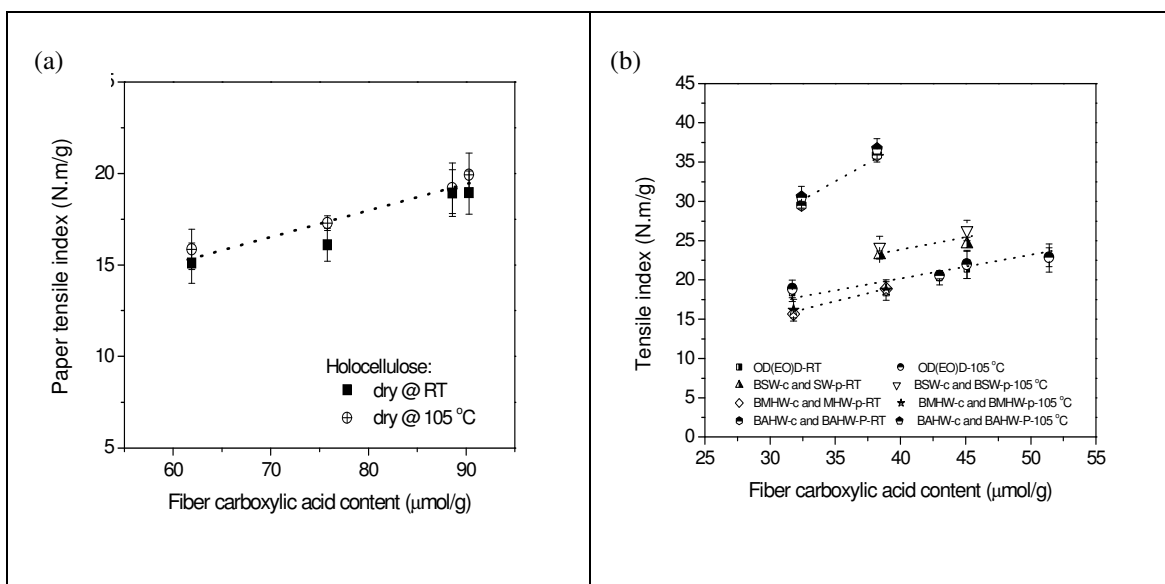 (a)
5
20
15
10
5
Paper tensile index (N.m/g)
Holocellulose:
dry @ RT
dry @ 105 °C
60 70 80 90
Fiber carboxylic acid content (μmol/g)
(b)
45
40
35
30
25
20
15
10
5
0
Tensile index (N.m/g)
OD(EO)D-RT OD(EO)D-105 °C
BSW-c and SW-p-RT BSW-c and BSW-p-105 °C
BMHW-c and MHW-p-RT BMHW-c and BMHW-p-105 °C
BAHW-c and BAHW-P-RT BAHW-c and BAHW-P-105 °C
25 30 35 40 45 50 55
Fiber carboxylic acid content (μmol/g)